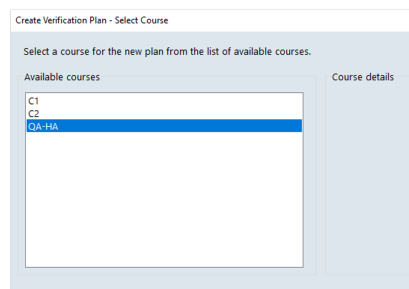 Create Verification Plan - Select Course
Select a course for the new plan from the list of available courses.
Available courses
Course details
C1
C2
QA-HA